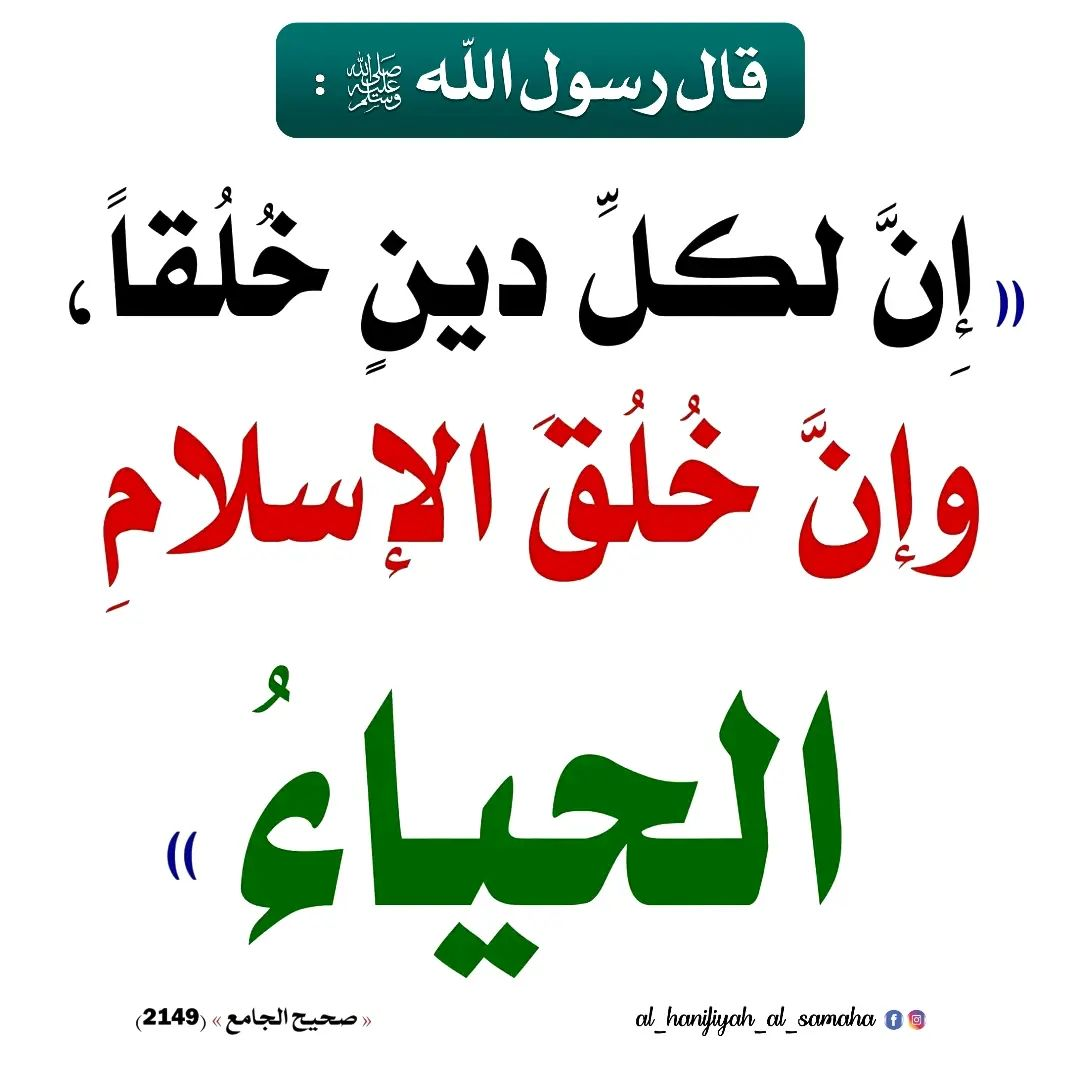 قال رسول الله ﷺ :
(( إِنَّ لكلِّ دينٍ خُلُقاً،
وإنَّ خُلُقَ الإسلامِ
الحياءُ ))
« صحيح الجامع » (2149)
al_hanifiyah_al_samaha